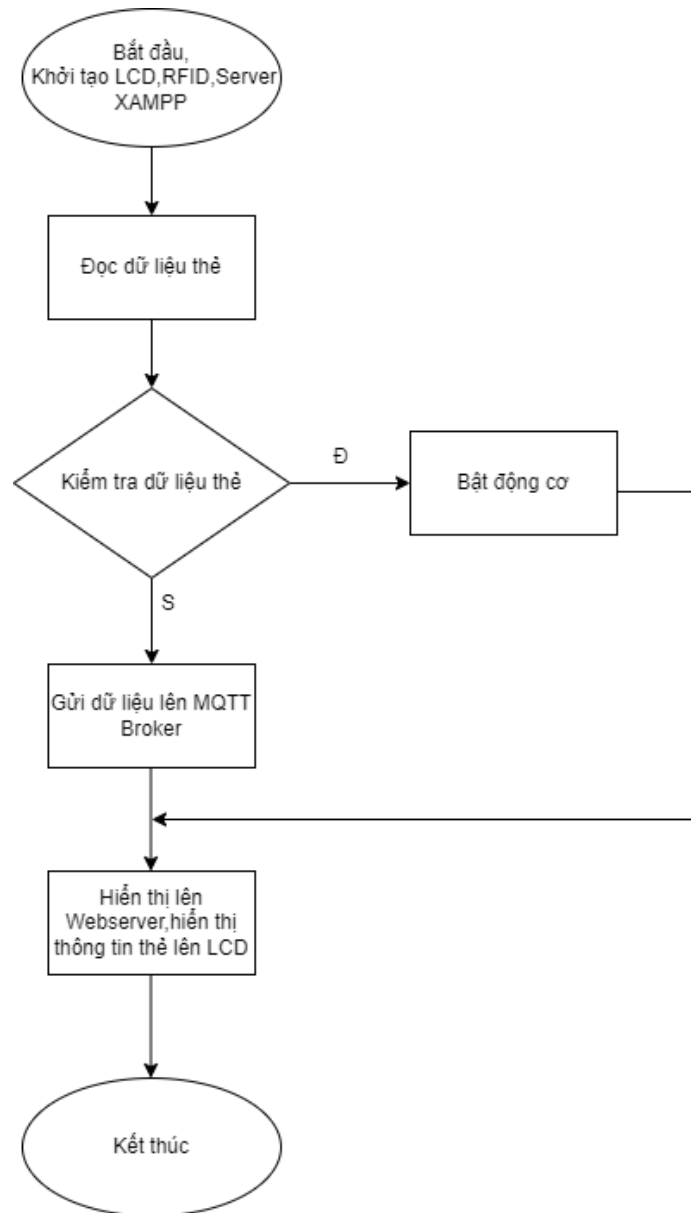 Bắt đầu,
Khởi tạo LCD,RFID,Server
XAMPP
Đọc dữ liệu thẻ
Kiểm tra dữ liệu thẻ
Đ
Bật động cơ
S
Gửi dữ liệu lên MQTT
Broker
Hiển thị lên
Webserver,hiển thị
thông tin thẻ lên LCD
Kết thúc